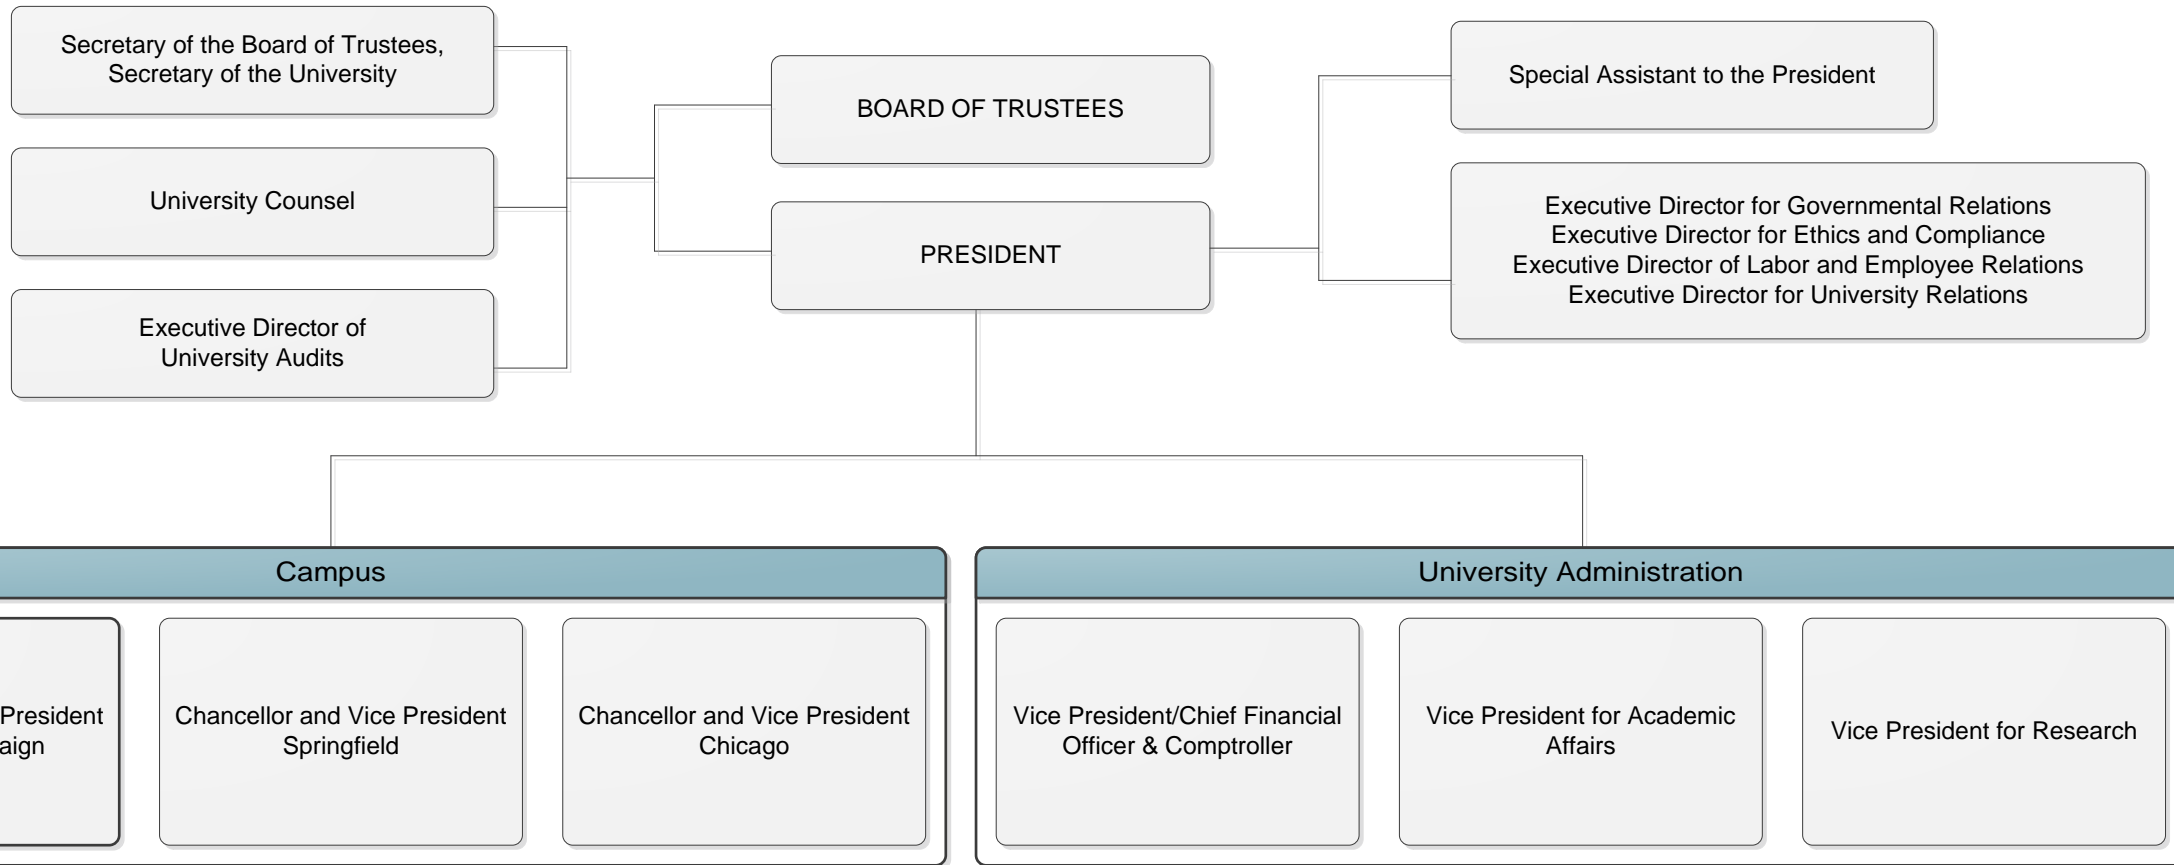 Secretary of the Board of Trustees,
Secretary of the University
BOARD OF TRUSTEES
Special Assistant to the President
University Counsel
PRESIDENT
Executive Director for Governmental Relations
Executive Director for Ethics and Compliance
Executive Director of Labor and Employee Relations
Executive Director for University Relations
Executive Director of
University Audits
Campus
University Administration
President
aign
Chancellor and Vice President
Springfield
Chancellor and Vice President
Chicago
Vice President/Chief Financial
Officer & Comptroller
Vice President for Academic
Affairs
Vice President for Research